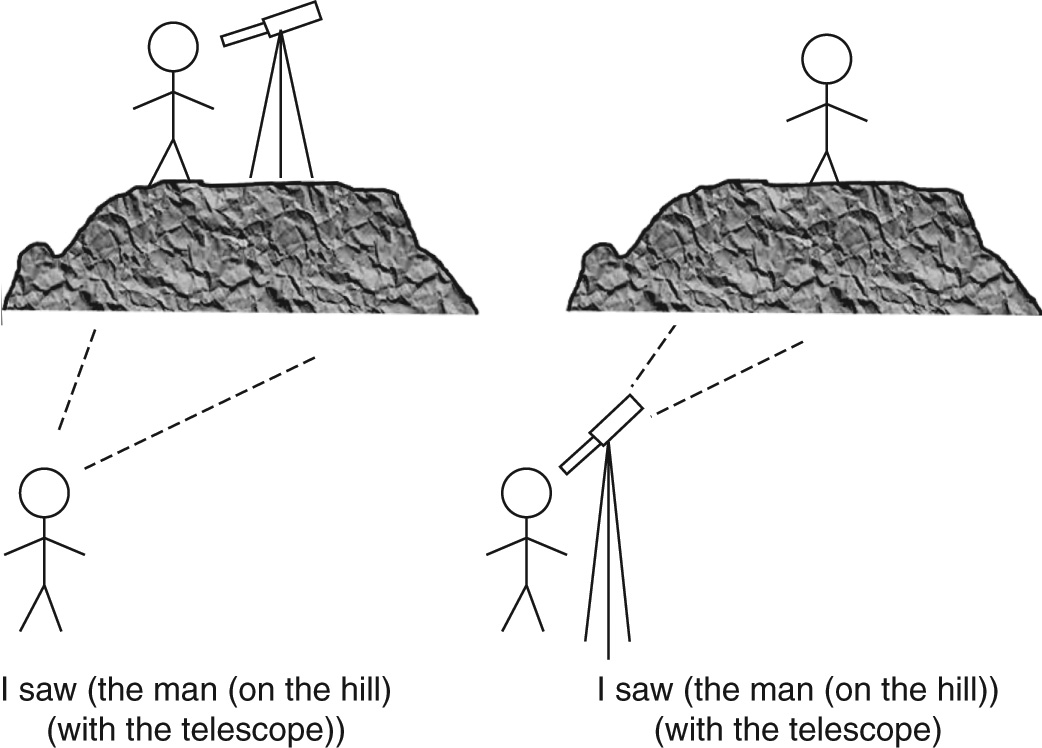 I saw (the man (on the hill)
(with the telescope))
I saw (the man (on the hill))
(with the telescope)